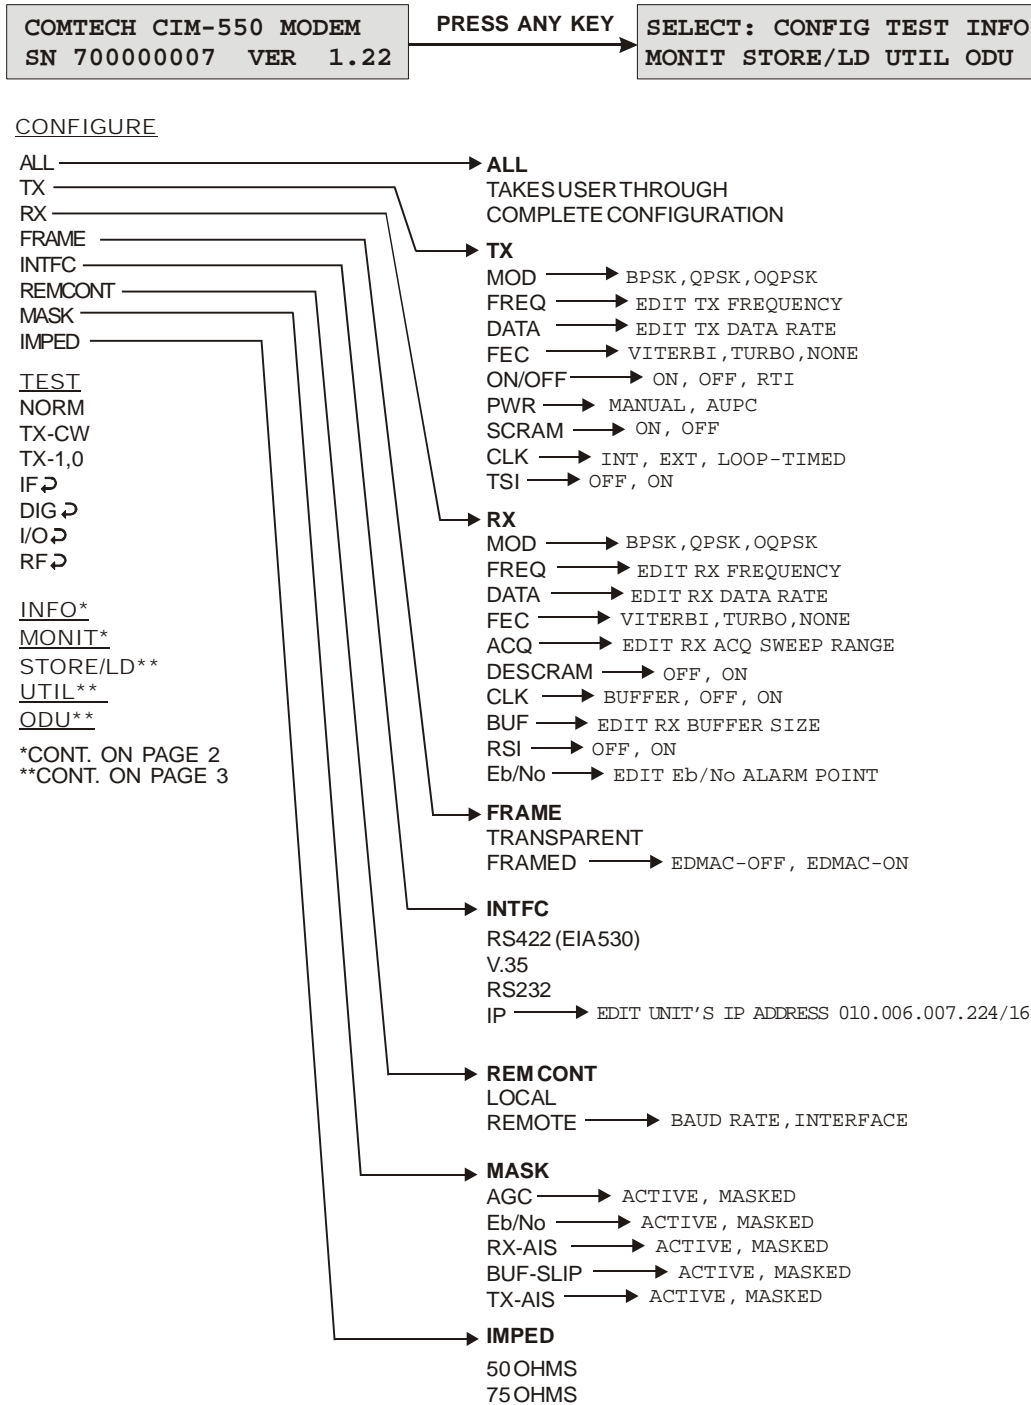 COMTECH CIM-550 MODEM
SN 700000007 VER 1.22
PRESS ANY KEY
SELECT: CONFIG TEST INFO
MONIT STORE/LD UTIL ODU
CONFIGURE
ALL
TX
RX
FRAME
INTFC
REMCONT
MASK
IMPED
TEST
NORM
TX-CW
TX-1,0
IF
DIG
I/O
RF
INFO*
MONIT*
STORE/LD**
UTIL**
ODU**
*CONT. ON PAGE 2
**CONT. ON PAGE 3
ALL
TAKES USER THROUGH
COMPLETE CONFIGURATION
TX
MOD BPSK,QPSK,OQPSK
FREQ EDIT TX FREQUENCY
DATA EDIT TX DATA RATE
FEC VITERBI,TURBO,NONE
ON/OFF ON, OFF, RTI
PWR MANUAL, AUPC
SCRAM ON, OFF
CLK INT, EXT, LOOP-TIMED
TSI OFF, ON
RX
MOD BPSK,QPSK,OQPSK
FREQ EDIT RX FREQUENCY
DATA EDIT RX DATA RATE
FEC VITERBI,TURBO,NONE
ACQ EDIT RX ACQ SWEEP RANGE
DESCRAM OFF, ON
CLK BUFFER, OFF, ON
BUF EDIT RX BUFFER SIZE
RSI OFF, ON
Eb/No EDIT Eb/No ALARM POINT
FRAME
TRANSPARENT
FRAMED EDMAC-OFF, EDMAC-ON
INTFC
RS422 (EIA530)
V.35
RS232
IP EDIT UNIT'S IP ADDRESS 010.006.007.224/16
REM CONT
LOCAL
REMOTE BAUD RATE,INTERFACE
MASK
AGC ACTIVE, MASKED
Eb/No ACTIVE, MASKED
RX-AIS ACTIVE, MASKED
BUF-SLIP ACTIVE, MASKED
TX-AIS ACTIVE, MASKED
IMPED
50 OHMS
75 OHMS